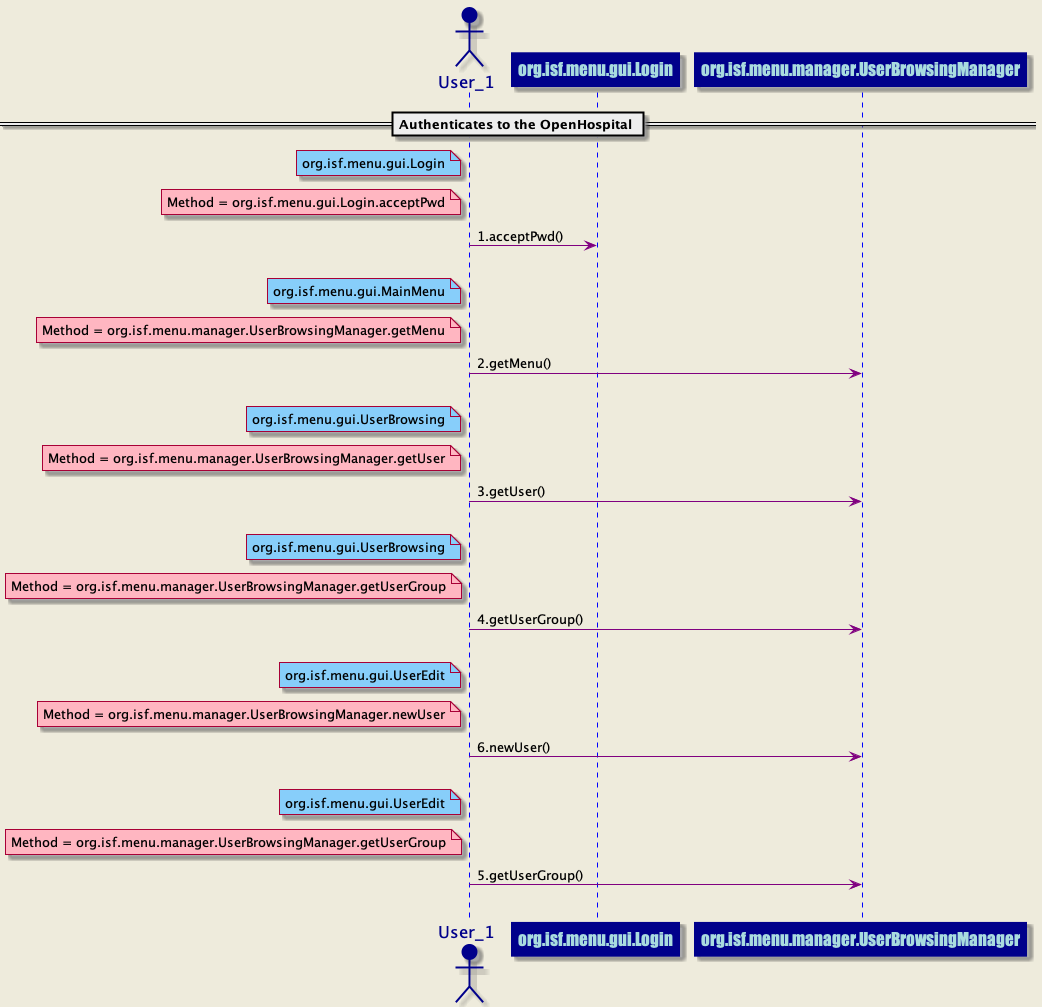 User_1
org.isf.menu.gui.Login
org.isf.menu.manager.UserBrowsingManager
Authenticates to the OpenHospital
org.isf.menu.gui.Login
Method = org.isf.menu.gui.Login.acceptPwd
1.acceptPwd()
org.isf.menu.gui.MainMenu
Method = org.isf.menu.manager.UserBrowsingManager.getMenu
2.getMenu()
org.isf.menu.gui.UserBrowsing
Method = org.isf.menu.manager.UserBrowsingManager.getUser
3.getUser()
org.isf.menu.gui.UserBrowsing
Method = org.isf.menu.manager.UserBrowsingManager.getUserGroup
4.getUserGroup()
org.isf.menu.gui.UserEdit
Method = org.isf.menu.manager.UserBrowsingManager.newUser
6.newUser()
org.isf.menu.gui.UserEdit
Method = org.isf.menu.manager.UserBrowsingManager.getUserGroup
5.getUserGroup()
User_1
org.isf.menu.gui.Login
org.isf.menu.manager.UserBrowsingManager